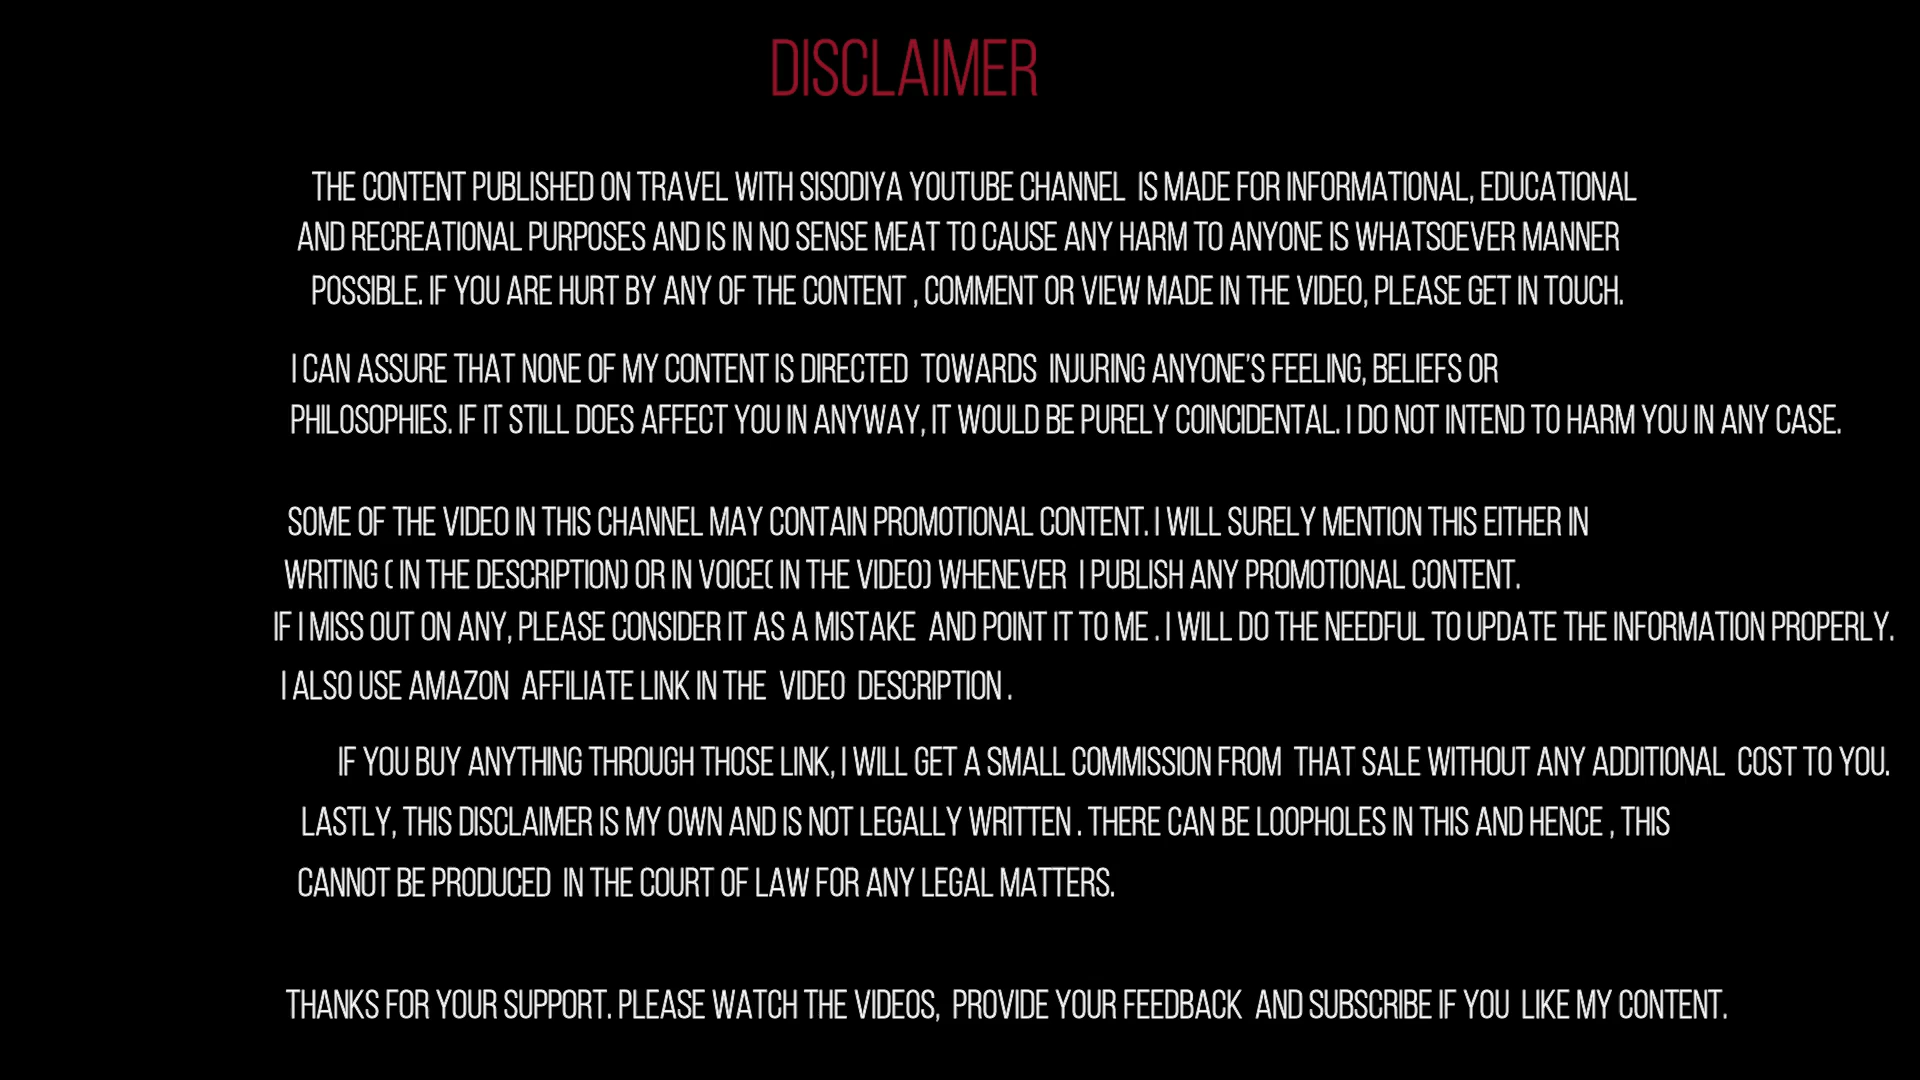 DISCLAIMER
THE CONTENT PUBLISHED ON TRAVEL WITH SISODIYA YOUTUBE CHANNEL IS MADE FOR INFORMATIONAL, EDUCATIONAL
AND RECREATIONAL PURPOSES AND IS IN NO SENSE MEAT TO CAUSE ANY HARM TO ANYONE IS WHATSOEVER MANNER
POSSIBLE. IF YOU ARE HURT BY ANY OF THE CONTENT , COMMENT OR VIEW MADE IN THE VIDEO, PLEASE GET IN TOUCH.
I CAN ASSURE THAT NONE OF MY CONTENT IS DIRECTED TOWARDS INJURING ANYONE'S FEELING, BELIEFS OR
PHILOSOPHIES. IF IT STILL DOES AFFECT YOU IN ANYWAY, IT WOULD BE PURELY COINCIDENTAL. I DO NOT INTEND TO HARM YOU IN ANY CASE.
SOME OF THE VIDEO IN THIS CHANNEL MAY CONTAIN PROMOTIONAL CONTENT. I WILL SURELY MENTION THIS EITHER IN
WRITING ( IN THE DESCRIPTION) OR IN VOICE( IN THE VIDEO) WHENEVER I PUBLISH ANY PROMOTIONAL CONTENT.
IF I MISS OUT ON ANY, PLEASE CONSIDER IT AS A MISTAKE AND POINT IT TO ME . I WILL DO THE NEEDFUL TO UPDATE THE INFORMATION PROPERLY.
I ALSO USE AMAZON AFFILIATE LINK IN THE VIDEO DESCRIPTION .
IF YOU BUY ANYTHING THROUGH THOSE LINK, I WILL GET A SMALL COMMISSION FROM THAT SALE WITHOUT ANY ADDITIONAL COST TO YOU.
LASTLY, THIS DISCLAIMER IS MY OWN AND IS NOT LEGALLY WRITTEN . THERE CAN BE LOOPHOLES IN THIS AND HENCE , THIS
CANNOT BE PRODUCED IN THE COURT OF LAW FOR ANY LEGAL MATTERS.
THANKS FOR YOUR SUPPORT. PLEASE WATCH THE VIDEOS, PROVIDE YOUR FEEDBACK AND SUBSCRIBE IF YOU LIKE MY CONTENT.